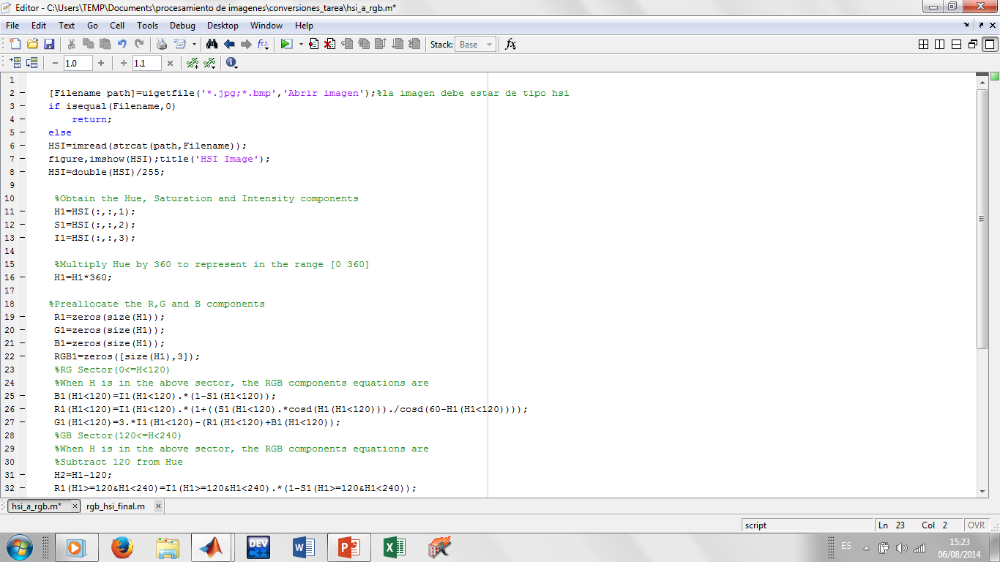 Editor - C:\Users\TEMP\Documents\procesamiento de imagenes\conversiones_tarea\hsi_a_rgb.m*
File Edit Text Go Cell Tools Debug Desktop Window Help
Stack: Base fx
1.0 1.1
1
2 [Filename path]=uigetfile('*.jpg;*.bmp','Abrir imagen');%la imagen debe estar de tipo hsi
3 if isequal(Filename,0)
4 return;
5 else
6 HSI=imread(strcat(path,Filename));
7 figure,imshow(HSI);title('HSI Image');
8 HSI=double(HSI)/255;
9
10 %Obtain the Hue, Saturation and Intensity components
11 H1=HSI(:,:,1);
12 S1=HSI(:,:,2);
13 I1=HSI(:,:,3);
14
15 %Multiply Hue by 360 to represent in the range [0 360]
16 H1=H1*360;
17
18 %Preallocate the R,G and B components
19 R1=zeros(size(H1));
20 G1=zeros(size(H1));
21 B1=zeros(size(H1));
22 RGB1=zeros([size(H1),3]);
23 %RG Sector(0<=H<120)
24 %When H is in the above sector, the RGB components equations are
25 B1(H1<120)=I1(H1<120).*(1-S1(H1<120));
26 R1(H1<120)=I1(H1<120).*(1+((S1(H1<120).*cosd(H1(H1<120)))./cosd(60-H1(H1<120))));
27 G1(H1<120)=3.*I1(H1<120)-(R1(H1<120)+B1(H1<120));
28 %GB Sector(120<=H<240)
29 %When H is in the above sector, the RGB components equations are
30 %Subtract 120 from Hue
31 H2=H1-120;
32 R1(H1>=120&H1<240)=I1(H1>=120&H1<240).*(1-S1(H1>=120&H1<240));
hsi_a_rgb.m* rgb_hsi_final.m
script Ln 23 Col 2 OVR
DEV C++ ES 15:23
06/08/2014